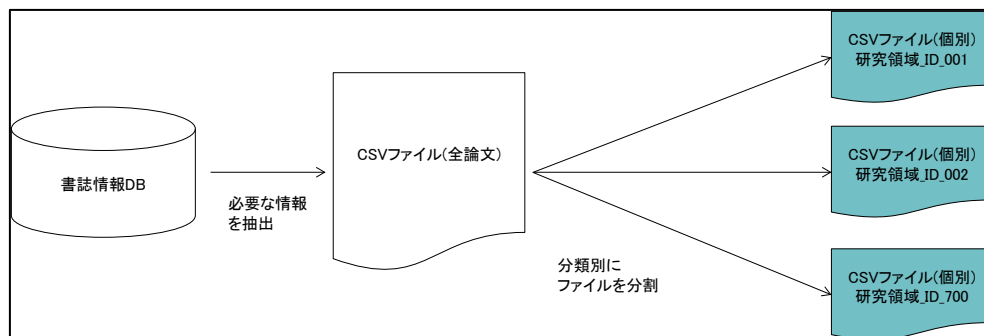 書誌情報DB
必要な情報
を抽出
CSVファイル(全論文)
分類別に
ファイルを分割
CSVファイル(個別)
研究領域_ID_001
CSVファイル(個別)
研究領域_ID_002
CSVファイル(個別)
研究領域_ID_700